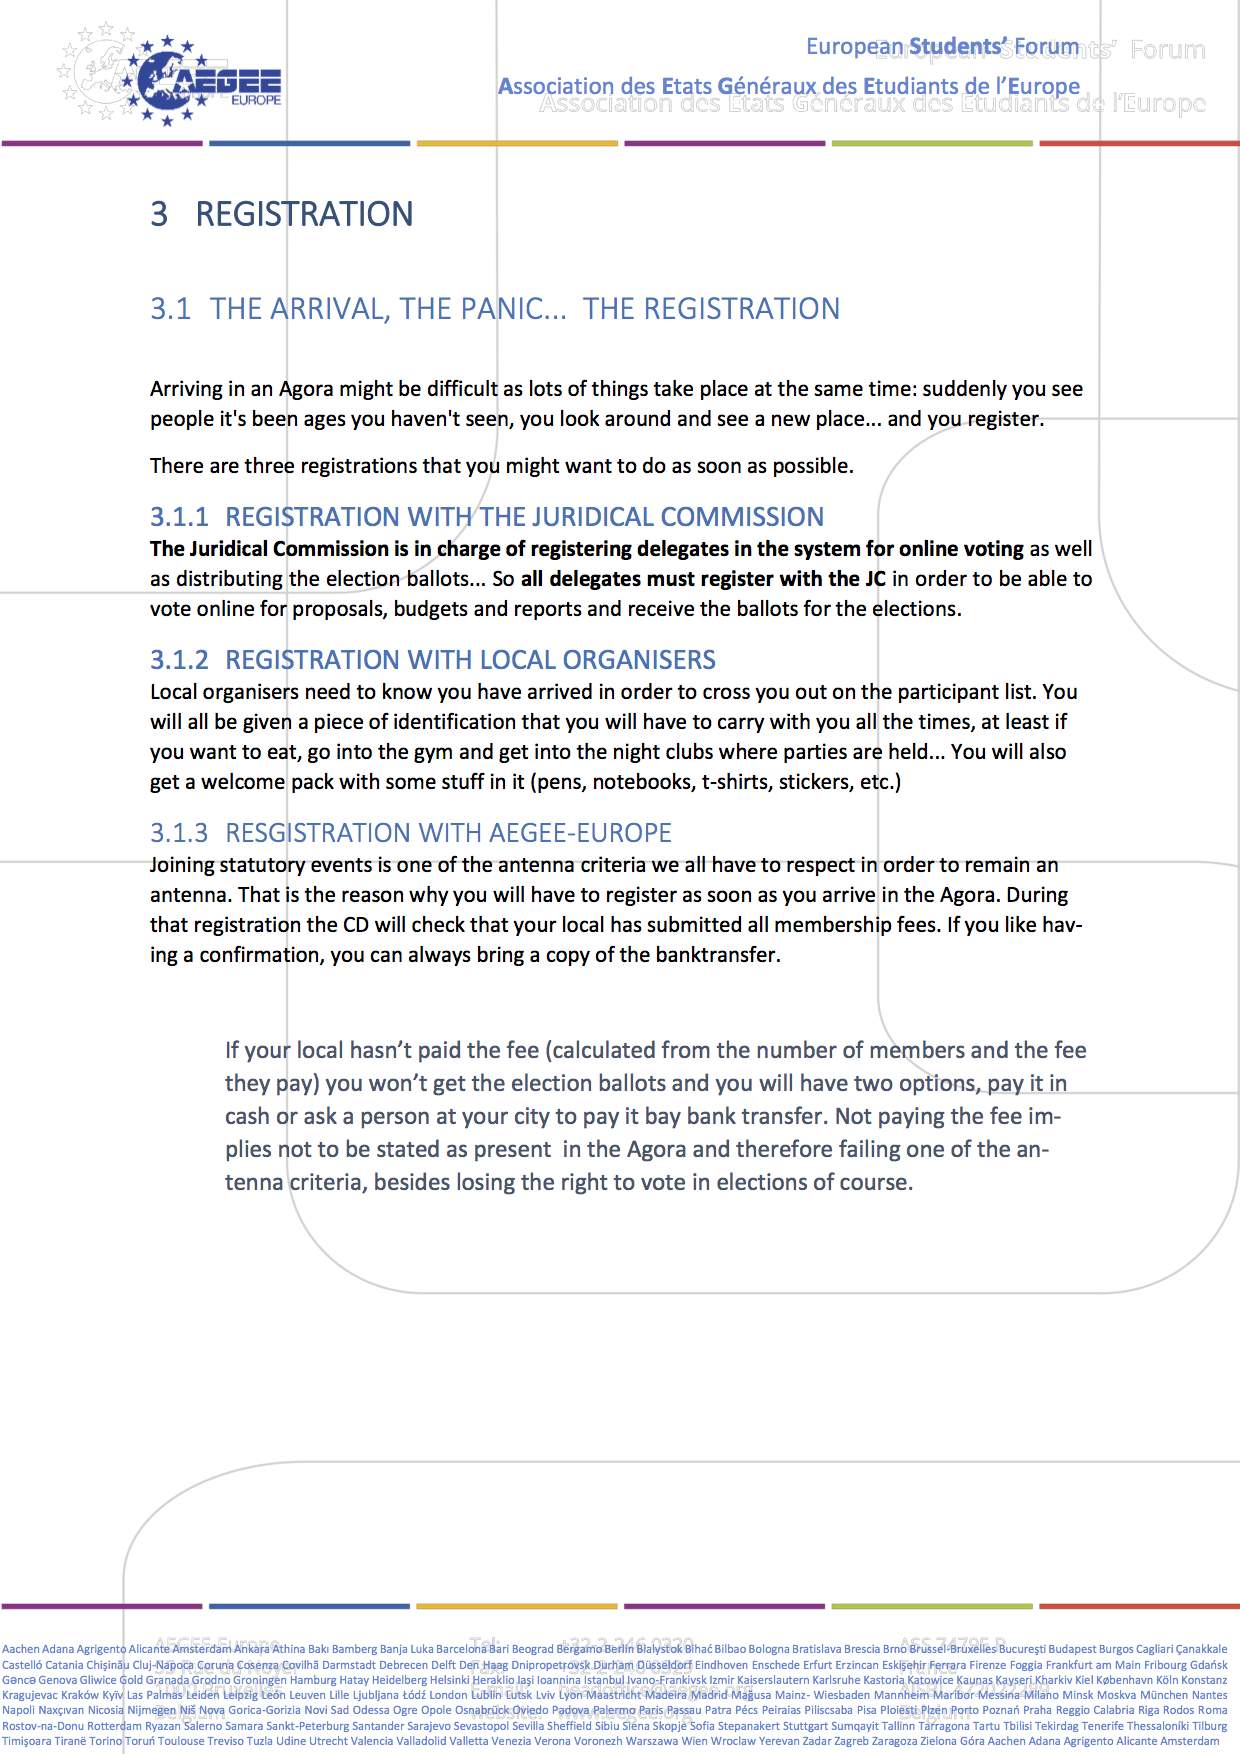 AEGEE
EUROPE
European Students’ Forum
Association des Etats Généraux des Etudiants de l’Europe
3 REGISTRATION
3.1 THE ARRIVAL, THE PANIC... THE REGISTRATION
Arriving in an Agora might be difficult as lots of things take place at the same time: suddenly you see
people it's been ages you haven't seen, you look around and see a new place... and you register.
There are three registrations that you might want to do as soon as possible.
3.1.1 REGISTRATION WITH THE JURIDICAL COMMISSION
The Juridical Commission is in charge of registering delegates in the system for online voting as well
as distributing the election ballots... So all delegates must register with the JC in order to be able to
vote online for proposals, budgets and reports and receive the ballots for the elections.
3.1.2 REGISTRATION WITH LOCAL ORGANISERS
Local organisers need to know you have arrived in order to cross you out on the participant list. You
will all be given a piece of identification that you will have to carry with you all the times, at least if
you want to eat, go into the gym and get into the night clubs where parties are held... You will also
get a welcome pack with some stuff in it (pens, notebooks, t-shirts, stickers, etc.)
3.1.3 RESGISTRATION WITH AEGEE-EUROPE
Joining statutory events is one of the antenna criteria we all have to respect in order to remain an
antenna. That is the reason why you will have to register as soon as you arrive in the Agora. During
that registration the CD will check that your local has submitted all membership fees. If you like hav-
ing a confirmation, you can always bring a copy of the banktransfer.
If your local hasn’t paid the fee (calculated from the number of members and the fee
they pay) you won’t get the election ballots and you will have two options, pay it in
cash or ask a person at your city to pay it bay bank transfer. Not paying the fee im-
plies not to be stated as present in the Agora and therefore failing one of the an-
tenna criteria, besides losing the right to vote in elections of course.
Aachen Adana Agrigento Alicante Amsterdam Ankara Athina Bakı Bamberg Banja Luka Barcelona Bari Beograd Bergamo Berlin Białystok Bihać Bilbao Bologna Bratislava Brescia Brno Brussel-Bruxelles Bucureşti Budapest Burgos Cagliari Çanakkale
Castelló Catania Chişinău Cluj-Napoca Coruna Cosenza Covilhã Darmstadt Debrecen Delft Den Haag Dnipropetrovsk Durham Düsseldorf Eindhoven Enschede Erfurt Erzincan Eskişehir Ferrara Firenze Foggia Frankfurt am Main Fribourg Gdańsk
Gəncə Genova Gliwice Gold Granada Grodno Groningen Hamburg Hatay Heidelberg Helsinki Heraklio Iaşi Ioannina Istanbul Ivano-Frankivsk Izmir Kaiserslautern Karlsruhe Kastoria Katowice Kaunas Kayseri Kharkiv Kiel København Köln Konstanz
Kragujevac Kraków Kyïv Las Palmas Leiden Leipzig León Leuven Lille Ljubljana Łódź London Lublin Lutsk Lviv Lyon Maastricht Madeira Madrid Mağusa Mainz- Wiesbaden Mannheim Maribor Messina Milano Minsk Moskva München Nantes
Napoli Naxçıvan Nicosia Nijmegen Niš Nova Gorica-Gorizia Novi Sad Odessa Ogre Opole Osnabrück Oviedo Padova Palermo Paris Passau Patra Pécs Peiraias Piliscsaba Pisa Ploieşti Plzen Porto Poznań Praha Reggio Calabria Riga Rodos Roma
Rostov-na-Donu Rotterdam Ryazan Salerno Samara Sankt-Peterburg Santander Sarajevo Sevastopol Sevilla Sheffield Sibiu Siena Skopje Sofia Stepanakert Stuttgart Sumqayit Tallinn Tarragona Tartu Tbilisi Tekirdag Tenerife Thessaloníki Tilburg
Timişoara Tiranë Torino Toruń Toulouse Treviso Tuzla Udine Utrecht Valencia Valladolid Valletta Venezia Verona Voronezh Warszawa Wien Wroclaw Yerevan Zadar Zagreb Zaragoza Zielona Góra Aachen Adana Agrigento Alicante Amsterdam